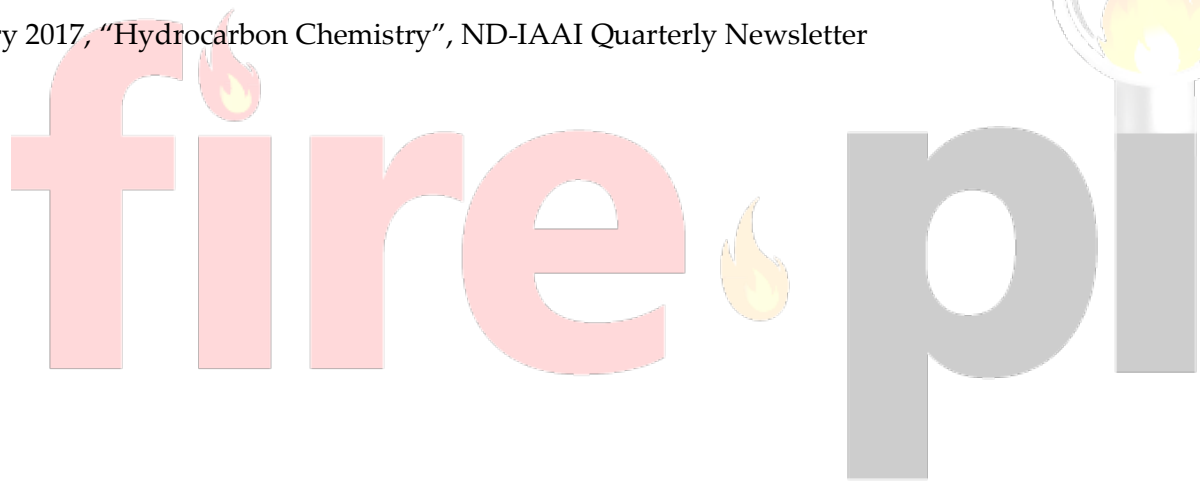 y 2017, “Hydrocarbon Chemistry”, ND-IAAI Quarterly Newsletter
fire pi